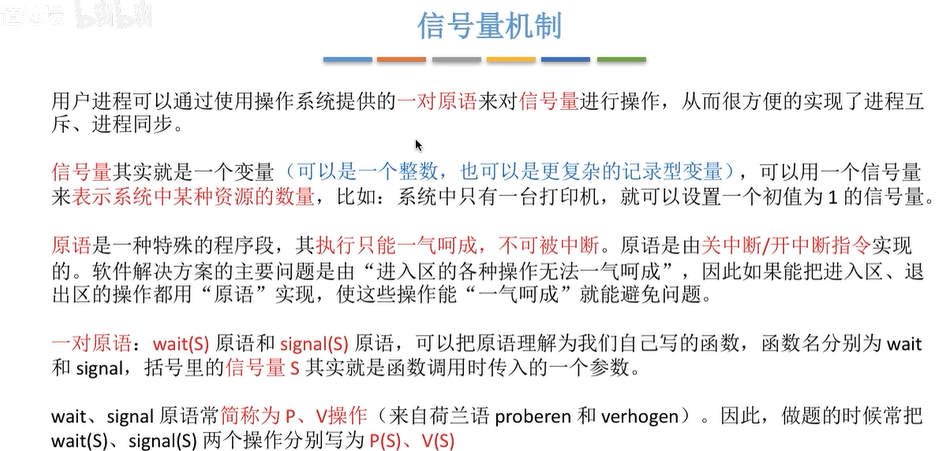 信号量机制
用户进程可以通过使用操作系统提供的一对原语来对信号量进行操作，从而很方便的实现了进程互
斥、进程同步。
信号量其实就是一个变量（可以是一个整数，也可以是更复杂的记录型变量），可以用一个信号量
来表示系统中某种资源的数量，比如：系统中只有一台打印机，就可以设置一个初值为 1 的信号量。
原语是一种特殊的程序段，其执行只能一气呵成，不可被中断。原语是由关中断/开中断指令实现
的。软件解决方案的主要问题是由“进入区的各种操作无法一气呵成”，因此如果能把进入区、退
出区的操作都用“原语”实现，使这些操作能“一气呵成”就能避免问题。
一对原语：wait(S) 原语和 signal(S) 原语，可以把原语理解为我们自己写的函数，函数名分别为 wait
和 signal，括号里的信号量 S 其实就是函数调用时传入的一个参数。
wait、signal 原语常简称为 P、V操作（来自荷兰语 proberen 和 verhogen）。因此，做题的时候常把
wait(S)、signal(S) 两个操作分别写为 P(S)、V(S)